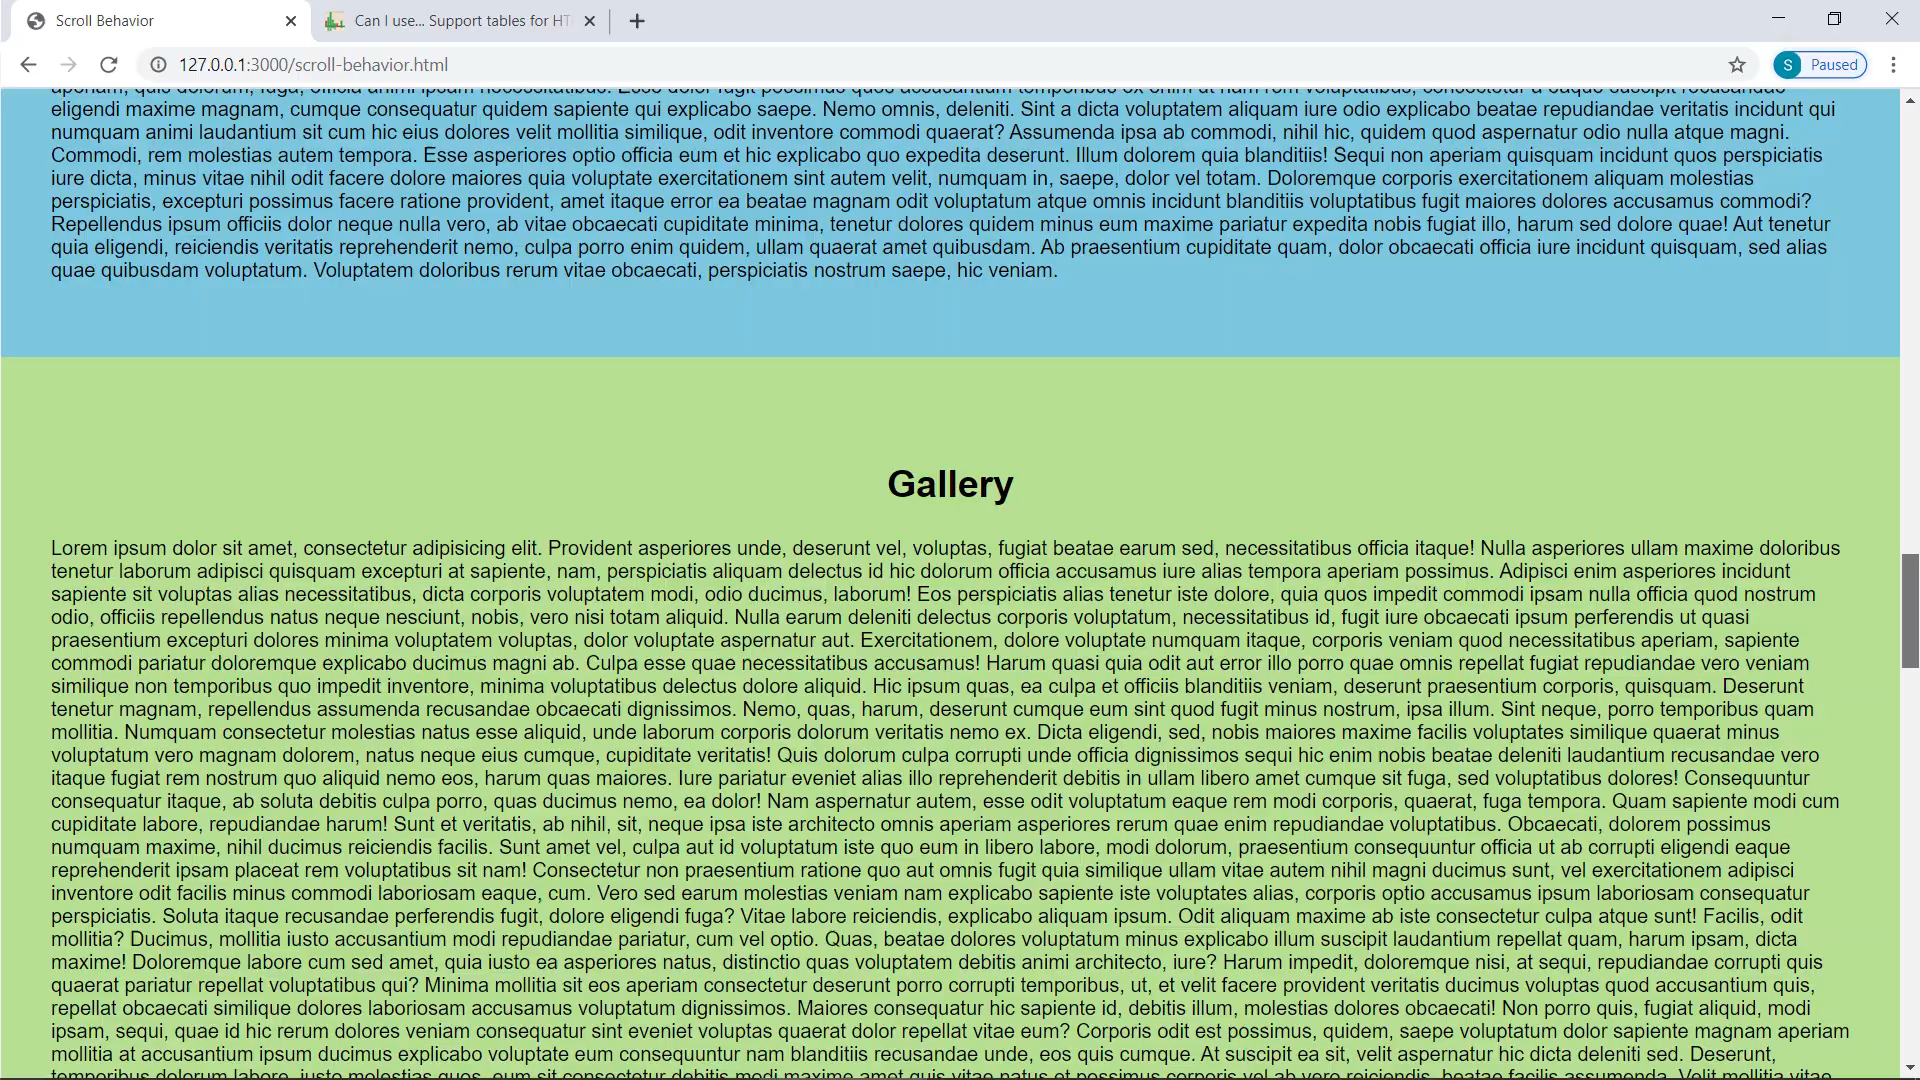 Scroll Behavior
Can I use... Support tables for HT
127.0.0.1:3000/scroll-behavior.html
S Paused
eligendi maxime magnam, cumque consequatur quidem sapiente qui explicabo saepe. Nemo omnis, deleniti. Sint a dicta voluptatem aliquam iure odio explicabo beatae repudiandae veritatis incidunt qui
numquam animi laudantium sit cum hic eius dolores velit mollitia similique, odit inventore commodi quaerat? Assumenda ipsa ab commodi, nihil hic, quidem quod aspernatur odio nulla atque magni.
Commodi, rem molestias autem tempora. Esse asperiores optio officia eum et hic explicabo quo expedita deserunt. Illum dolorem quia blanditiis! Sequi non aperiam quisquam incidunt quos perspiciatis
iure dicta, minus vitae nihil odit facere dolore maiores quia voluptate exercitationem sint autem velit, numquam in, saepe, dolor vel totam. Doloremque corporis exercitationem aliquam molestias
perspiciatis, excepturi possimus facere ratione provident, amet itaque error ea beatae magnam odit voluptatum atque omnis incidunt blanditiis voluptatibus fugit maiores dolores accusamus commodi?
Repellendus ipsum officiis dolor neque nulla vero, ab vitae obcaecati cupiditate minima, tenetur dolores quidem minus eum maxime pariatur expedita nobis fugiat illo, harum sed dolore quae! Aut tenetur
quia eligendi, reiciendis veritatis reprehenderit nemo, culpa porro enim quidem, ullam quaerat amet quibusdam. Ab praesentium cupiditate quam, dolor obcaecati officia iure incidunt quisquam, sed alias
quae quibusdam voluptatum. Voluptatem doloribus rerum vitae obcaecati, perspiciatis nostrum saepe, hic veniam.
Gallery
Lorem ipsum dolor sit amet, consectetur adipisicing elit. Provident asperiores unde, deserunt vel, voluptas, fugiat beatae earum sed, necessitatibus officia itaque! Nulla asperiores ullam maxime doloribus
tenetur laborum adipisci quisquam excepturi at sapiente, nam, perspiciatis aliquam delectus id hic dolorum officia accusamus iure alias tempora aperiam possimus. Adipisci enim asperiores incidunt
sapiente sit voluptas alias necessitatibus, dicta corporis voluptatem modi, odio ducimus, laborum! Eos perspiciatis alias tenetur iste dolore, quia quos impedit commodi ipsam nulla officia quod nostrum
odio, officiis repellendus natus neque nesciunt, nobis, vero nisi totam aliquid. Nulla earum deleniti delectus corporis voluptatum, necessitatibus id, fugit iure obcaecati ipsum perferendis ut quasi
praesentium excepturi dolores minima voluptatem voluptas, dolor voluptate aspernatur aut. Exercitationem, dolore voluptate numquam itaque, corporis veniam quod necessitatibus aperiam, sapiente
commodi pariatur doloremque explicabo ducimus magni ab. Culpa esse quae necessitatibus accusamus! Harum quasi quia odit aut error illo porro quae omnis repellat fugiat repudiandae vero veniam
similique non temporibus quo impedit inventore, minima voluptatibus delectus dolore aliquid. Hic ipsum quas, ea culpa et officiis blanditiis veniam, deserunt praesentium corporis, quisquam. Deserunt
tenetur magnam, repellendus assumenda recusandae obcaecati dignissimos. Nemo, quas, harum, deserunt cumque eum sint quod fugit minus nostrum, ipsa illum. Sint neque, porro temporibus quam
mollitia. Numquam consectetur molestias natus esse aliquid, unde laborum corporis dolorum veritatis nemo ex. Dicta eligendi, sed, nobis maiores maxime facilis voluptates similique quaerat minus
voluptatum vero magnam dolorem, natus neque eius cumque, cupiditate veritatis! Quis dolorum culpa corrupti unde officia dignissimos sequi hic enim nobis beatae deleniti laudantium recusandae vero
itaque fugiat rem nostrum quo aliquid nemo eos, harum quas maiores. Iure pariatur eveniet alias illo reprehenderit debitis in ullam libero amet cumque sit fuga, sed voluptatibus dolores! Consequuntur
consequatur itaque, ab soluta debitis culpa porro, quas ducimus nemo, ea dolor! Nam aspernatur autem, esse odit voluptatum eaque rem modi corporis, quaerat, fuga tempora. Quam sapiente modi cum
cupiditate labore, repudiandae harum! Sunt et veritatis, ab nihil, sit, neque ipsa iste architecto omnis aperiam asperiores rerum quae enim repudiandae voluptatibus. Obcaecati, dolorem possimus
numquam maxime, nihil ducimus reiciendis facilis. Sunt amet vel, culpa aut id voluptatum iste quo eum in libero labore, modi dolorum, praesentium consequuntur officia ut ab corrupti eligendi eaque
reprehenderit ipsam placeat rem voluptatibus sit nam! Consectetur non praesentium ratione quo aut omnis fugit quia similique ullam vitae autem nihil magni ducimus sunt, vel exercitationem adipisci
inventore odit facilis minus commodi laboriosam eaque, cum. Vero sed earum molestias veniam nam explicabo sapiente iste voluptates alias, corporis optio accusamus ipsum laboriosam consequatur
perspiciatis. Soluta itaque recusandae perferendis fugit, dolore eligendi fuga? Vitae labore reiciendis, explicabo aliquam ipsum. Odit aliquam maxime ab iste consectetur culpa atque sunt! Facilis, odit
mollitia? Ducimus, mollitia iusto accusantium modi repudiandae pariatur, cum vel optio. Quas, beatae dolores voluptatum minus explicabo illum suscipit laudantium repellat quam, harum ipsam, dicta
maxime! Doloremque labore cum sed amet, quia iusto ea asperiores natus, distinctio quas voluptatem debitis animi architecto, iure? Harum impedit, doloremque nisi, at sequi, repudiandae corrupti quis
quaerat pariatur repellat voluptatibus qui? Minima mollitia sit eos aperiam consectetur deserunt porro corrupti temporibus, ut, et velit facere provident veritatis ducimus voluptas quod accusantium quis,
repellat obcaecati similique dolores laboriosam accusamus voluptatum dignissimos. Maiores consequatur hic sapiente id, debitis illum, molestias dolores obcaecati! Non porro quis, fugiat aliquid, modi
ipsam, sequi, quae id hic rerum dolores veniam consequatur sint eveniet voluptas quaerat dolor repellat vitae eum? Corporis odit est possimus, quidem, saepe voluptatum dolor sapiente magnam aperiam
mollitia at accusantium ipsum ducimus explicabo voluptate eum consequuntur nam blanditiis recusandae unde, eos quis cumque. At suscipit ea sit, velit aspernatur hic dicta deleniti sed. Deserunt,